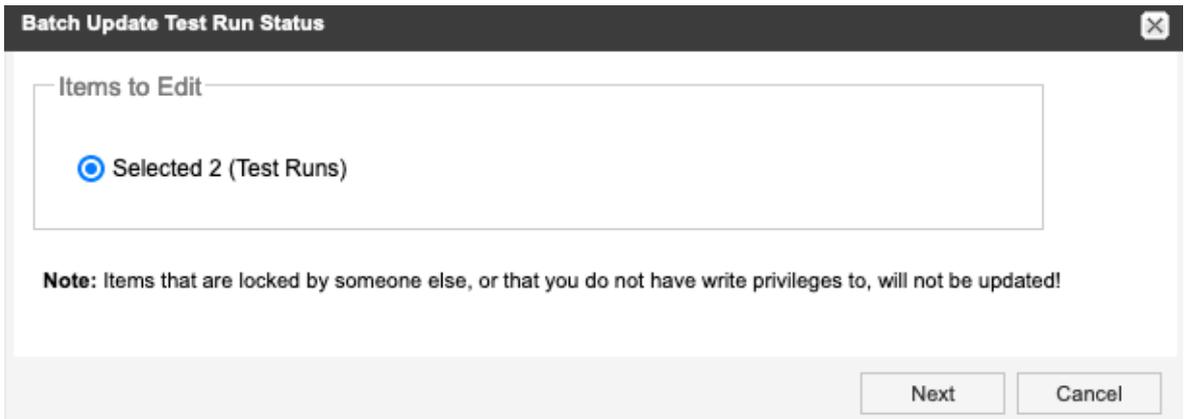 Batch Update Test Run Status
Items to Edit
Selected 2 (Test Runs)
Note: Items that are locked by someone else, or that you do not have write privileges to, will not be updated!
Next Cancel